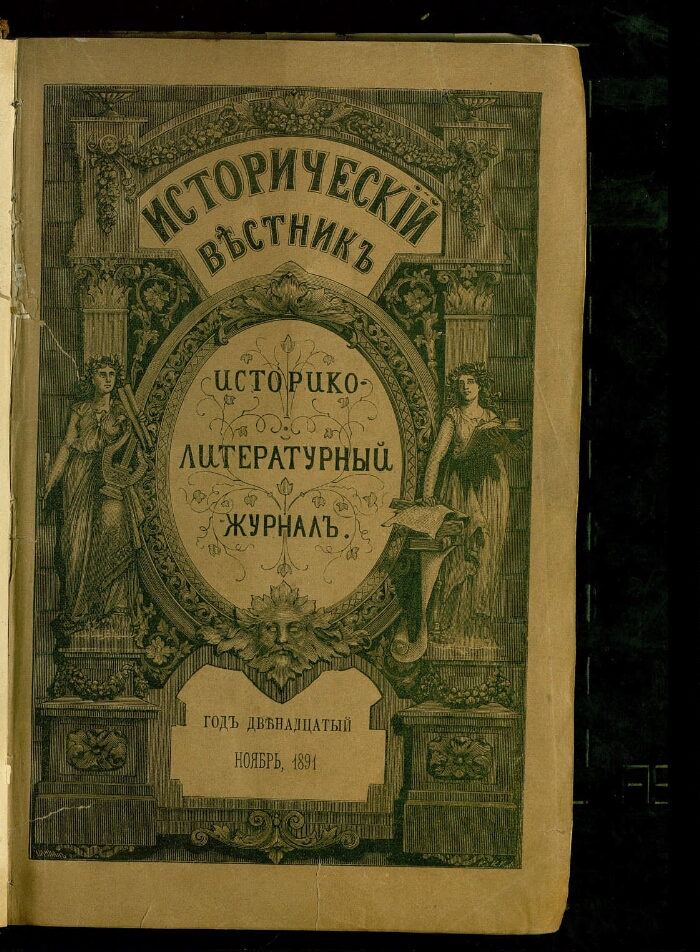 ИСТОРИЧЕСКІЙ
ВѢСТНИКЪ
ИСТОРИКО-
ЛИТЕРАТУРНЫЙ
ЖУРНАЛЪ.
ГОДЪ ДВѢНАДЦАТЫЙ
НОЯБРЬ, 1891